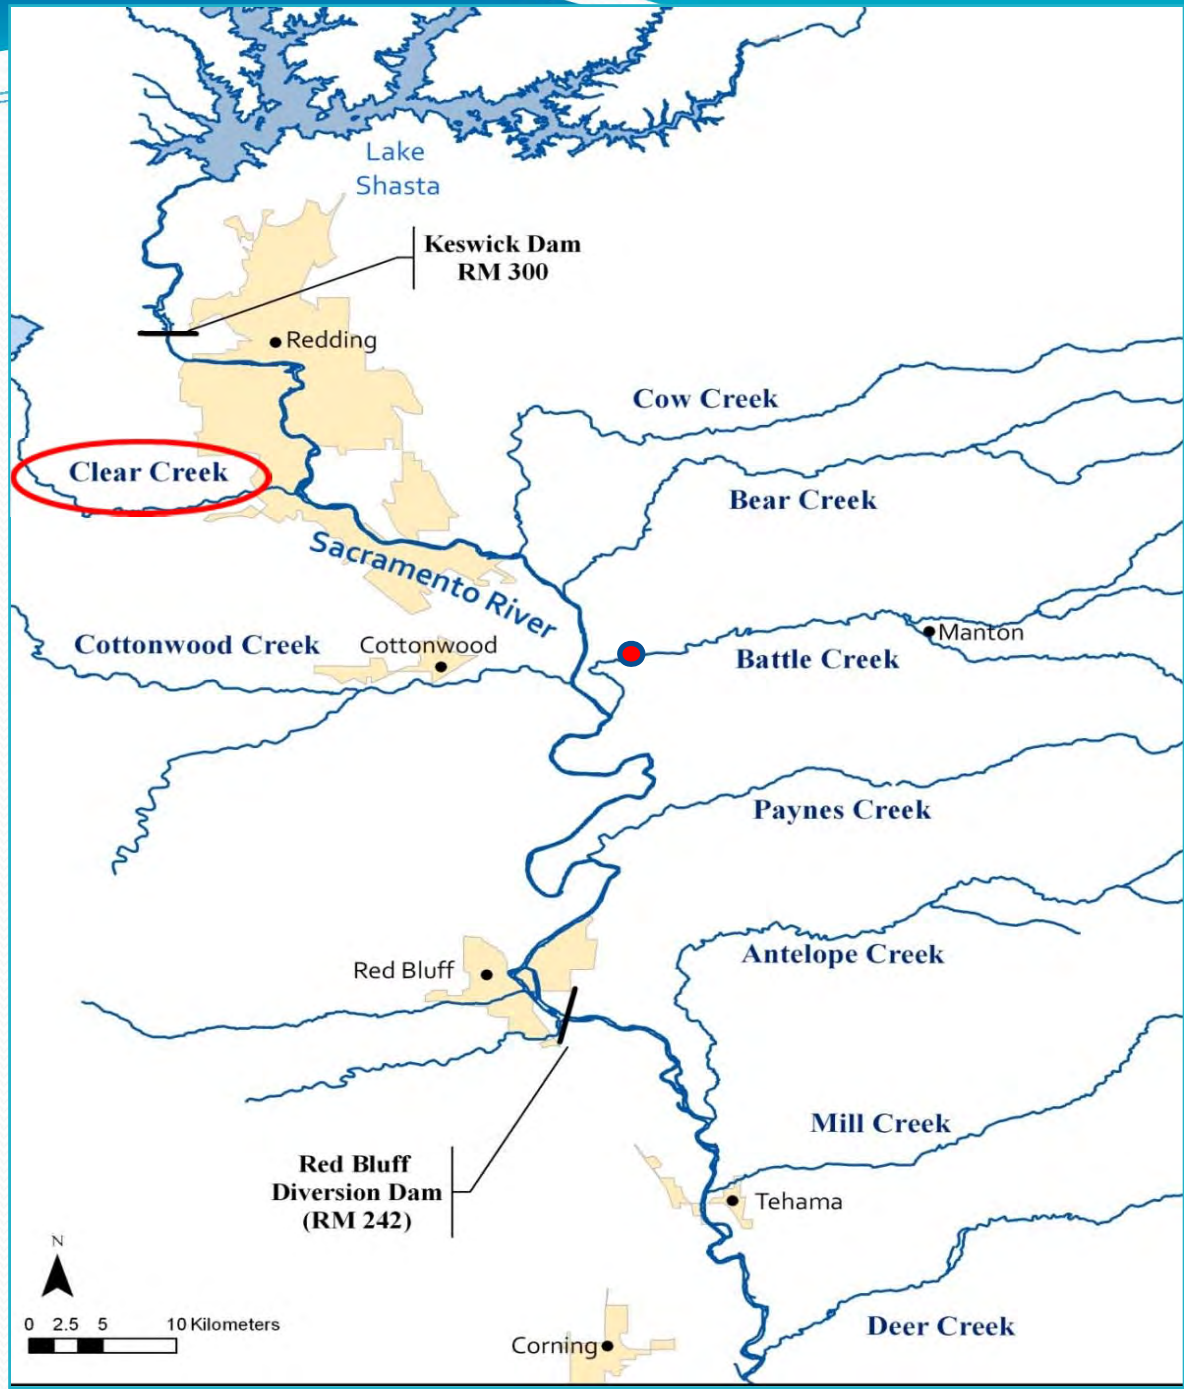 Lake
Shasta
Keswick Dam
RM 300
Redding
Cow Creek
Clear Creek
Bear Creek
Sacramento River
Cottonwood Creek
Cottonwood
Manton
Battle Creek
Paynes Creek
Antelope Creek
Red Bluff
Mill Creek
Red Bluff
Diversion Dam
(RM 242)
Tehama
N
0 2.5 5 10 Kilometers
Deer Creek
Corning